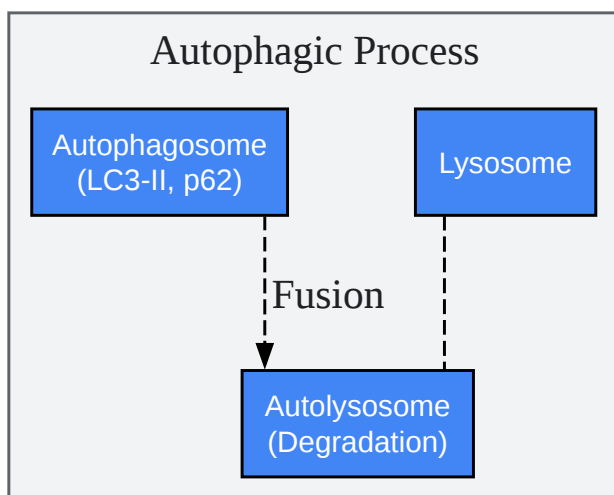 Autophagic Process
Autophagosome
(LC3-II, p62)
Lysosome
Fusion
Autolysosome
(Degradation)